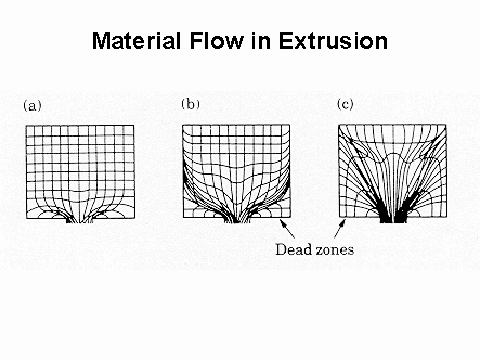 Material Flow in Extrusion
(a) (b) (c)
Dead zones